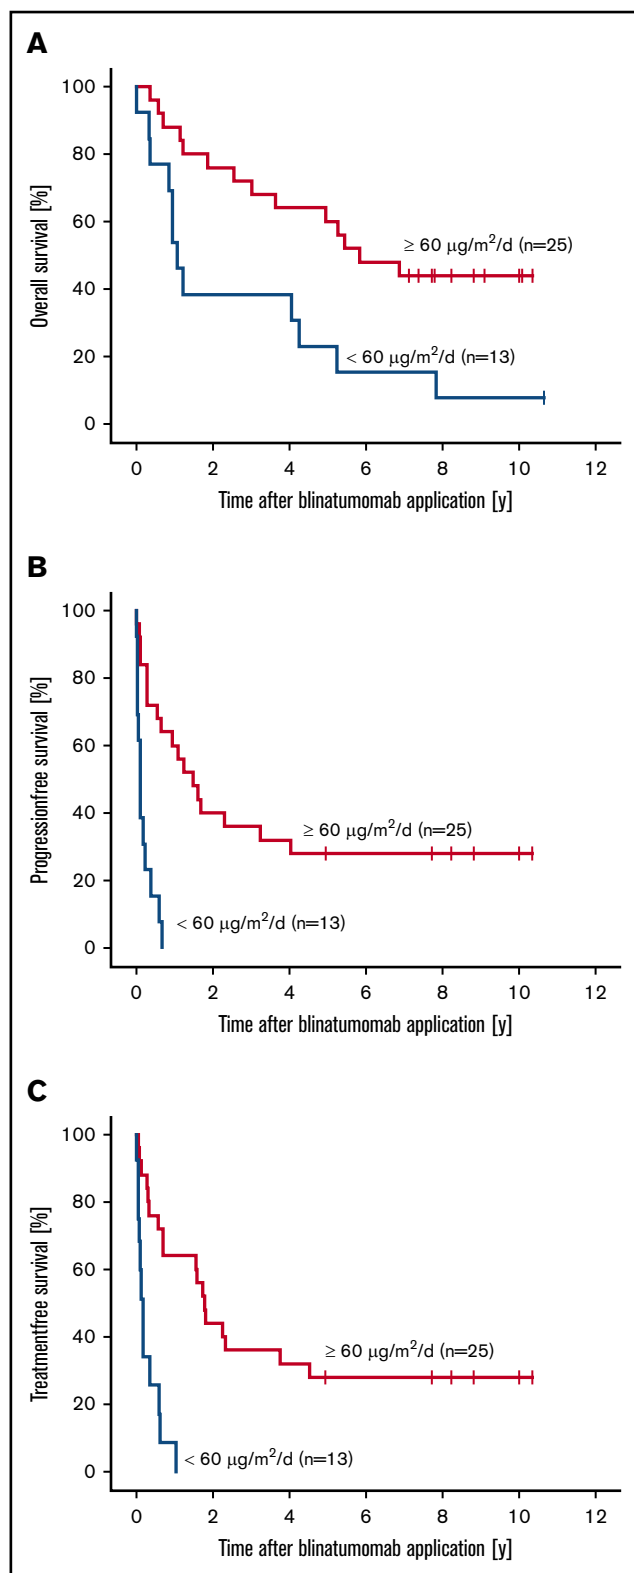 A
Overall survival [%]
100
80
60
40
20
0
≥ 60 μg/m²/d (n=25)
< 60 μg/m²/d (n=13)
0 2 4 6 8 10 12
Time after blinatumomab application [y]
B
Progressionfree survival [%]
100
80
60
40
20
0
≥ 60 μg/m²/d (n=25)
< 60 μg/m²/d (n=13)
0 2 4 6 8 10 12
Time after blinatumomab application [y]
C
Treatmentfree survival [%]
100
80
60
40
20
0
≥ 60 μg/m²/d (n=25)
< 60 μg/m²/d (n=13)
0 2 4 6 8 10 12
Time after blinatumomab application [y]